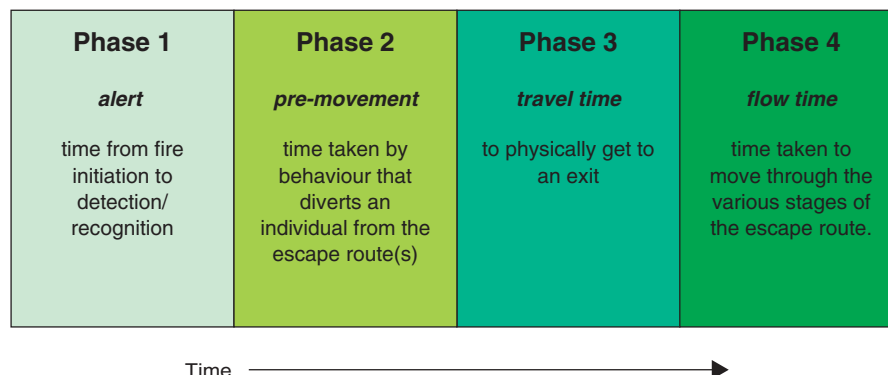 Phase 1
alert
time from fire
initiation to
detection/
recognition
Phase 2
pre-movement
time taken by
behaviour that
diverts an
individual from the
escape route(s)
Phase 3
travel time
to physically get to
an exit
Phase 4
flow time
time taken to
move through the
various stages of
the escape route.
Time